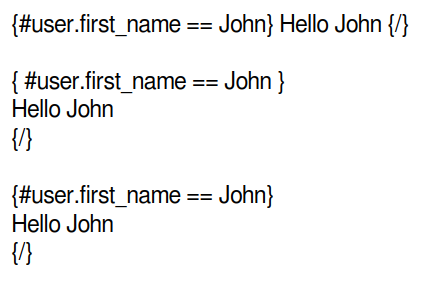 {#user.first_name == John} Hello John {/}
{ #user.first_name == John }
Hello John
{/}
{#user.first_name == John}
Hello John
{/}